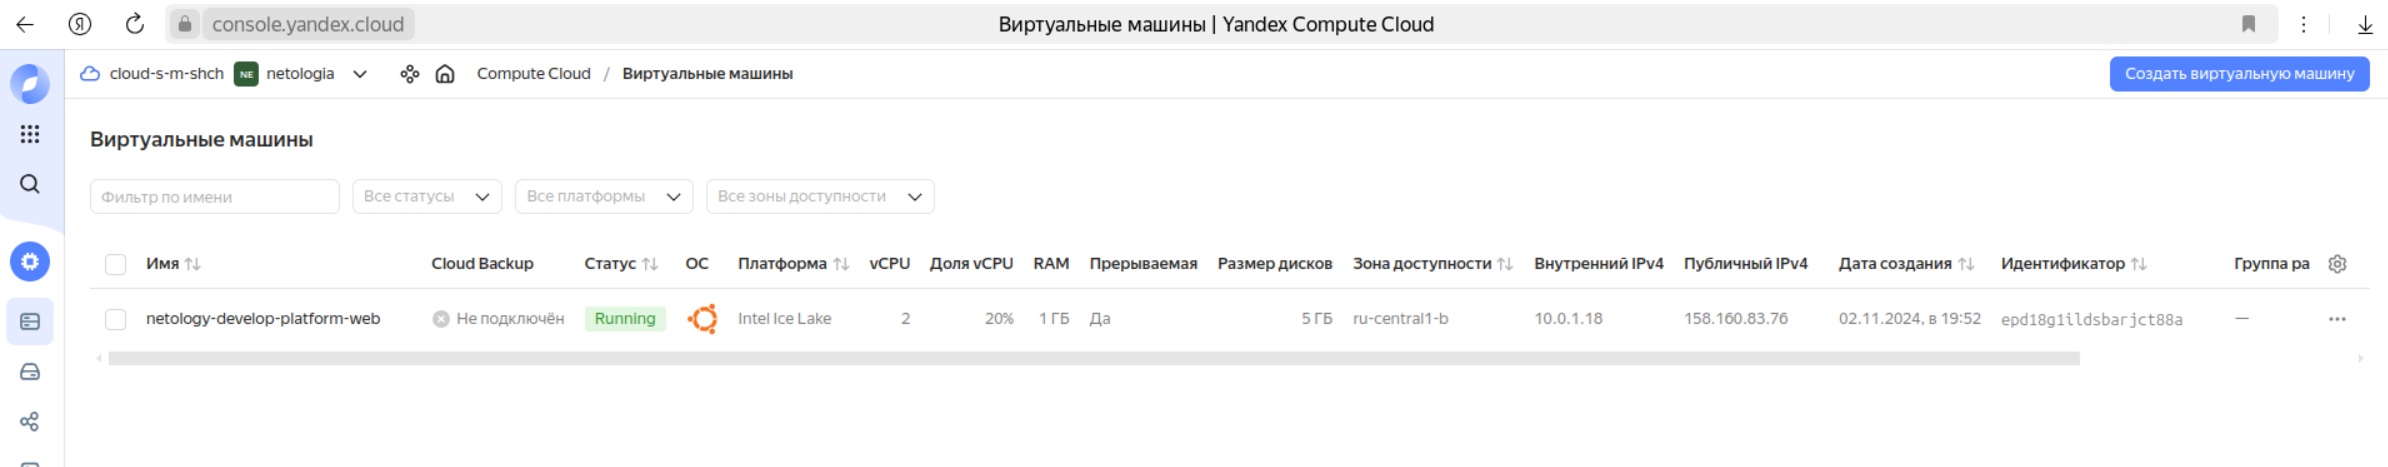 Я console.yandex.cloud Виртуальные машины | Yandex Compute Cloud
cloud-s-m-shch NE netologia Compute Cloud / Виртуальные машины Создать виртуальную машину
Виртуальные машины
Фильтр по имени Все статусы Все платформы Все зоны доступности
Имя Cloud Backup Статус ОС Платформа vCPU Доля vCPU RAM Прерываемая Размер дисков Зона доступности Внутренний IPv4 Публичный IPv4 Дата создания Идентификатор Группа ра
netology-develop-platform-web Не подключён Running Intel Ice Lake 2 20% 1 ГБ Да 5 ГБ ru-central1-b 10.0.1.18 158.160.83.76 02.11.2024, в 19:52 epd18g1ildsbarjct88a —